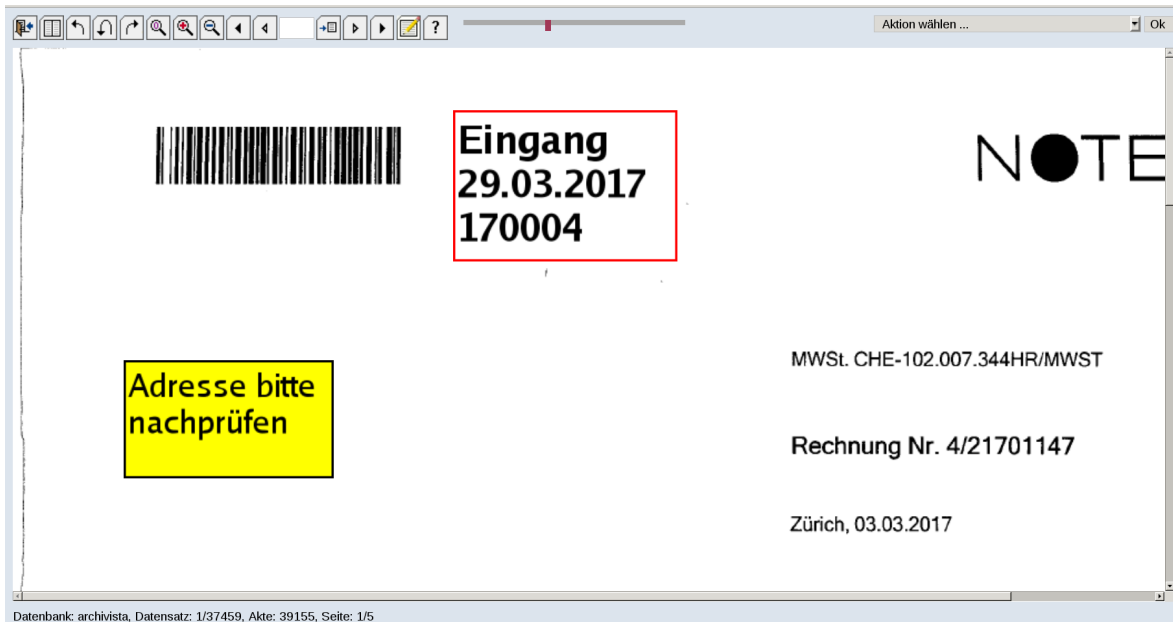 ?
Aktion wählen ...
Ok
Eingang
29.03.2017
170004
NOTE
Adresse bitte
nachprüfen
MWSt. CHE-102.007.344HR/MWST
Rechnung Nr. 4/21701147
Zürich, 03.03.2017
Datenbank: archivista, Datensatz: 1/37459, Akte: 39155, Seite: 1/5